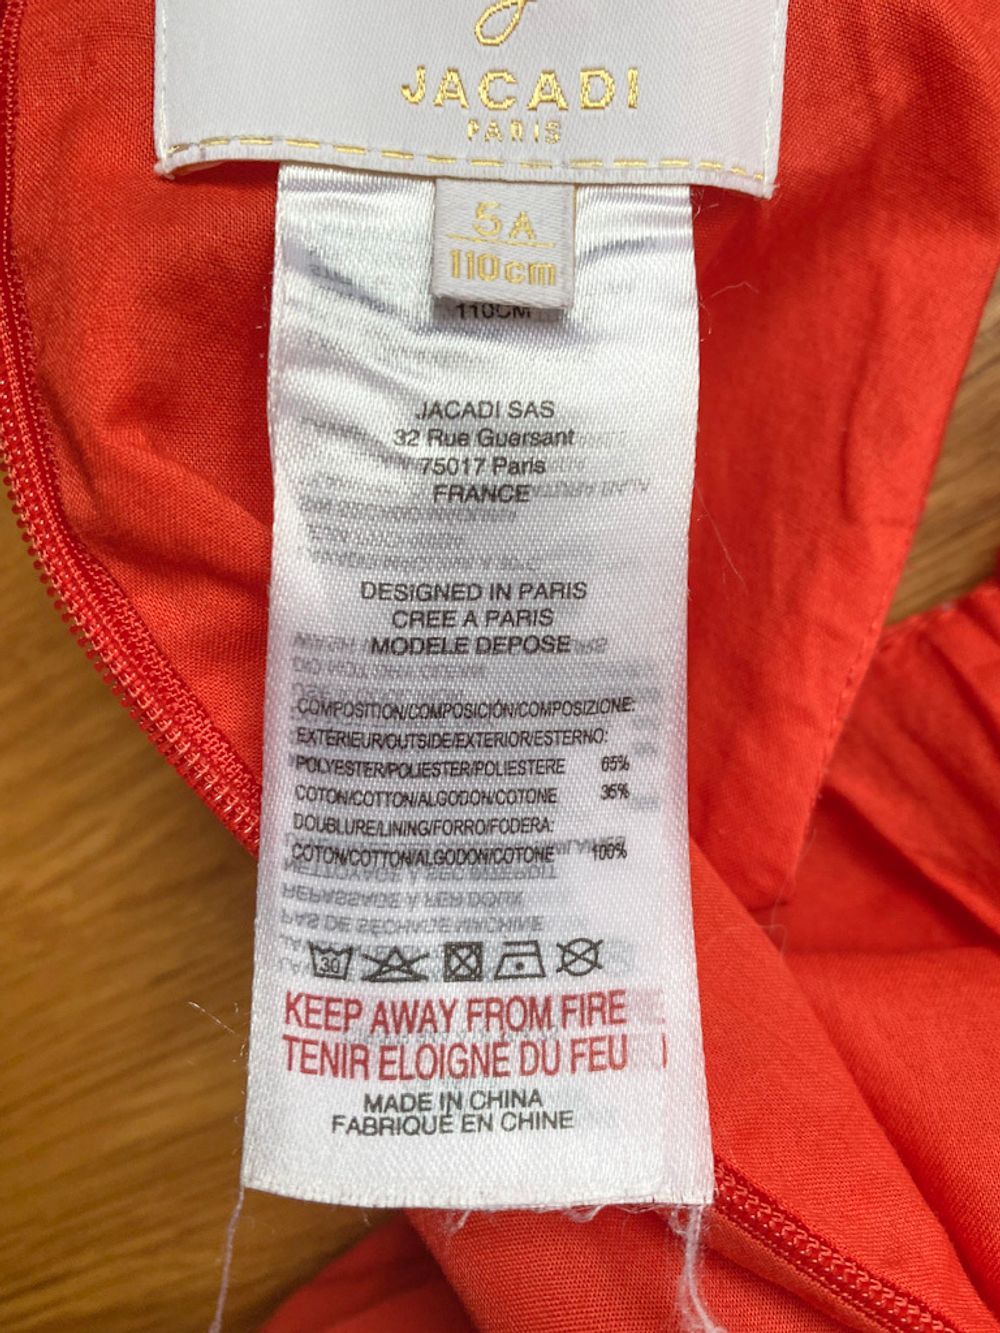 JACADI
PARIS
5A
110cm
110CM
JACADI SAS
32 Rue Guersant
75017 Paris
FRANCE
DESIGNED IN PARIS
CREE A PARIS
MODELE DEPOSE
COMPOSITION/COMPOSICIÓN/COMPOSIZIONE:
EXTERIEUR/OUTSIDE/EXTERIOR/ESTERNO:
POLYESTER/POLIESTER/POLIESTERE 65%
COTON/COTTON/ALGODON/COTONE 35%
DOUBLURE/LINING/FORRO/FODERA:
COTON/COTTON/ALGODON/COTONE 100%
30
KEEP AWAY FROM FIRE
TENIR ELOIGNE DU FEU
MADE IN CHINA
FABRIQUE EN CHINE